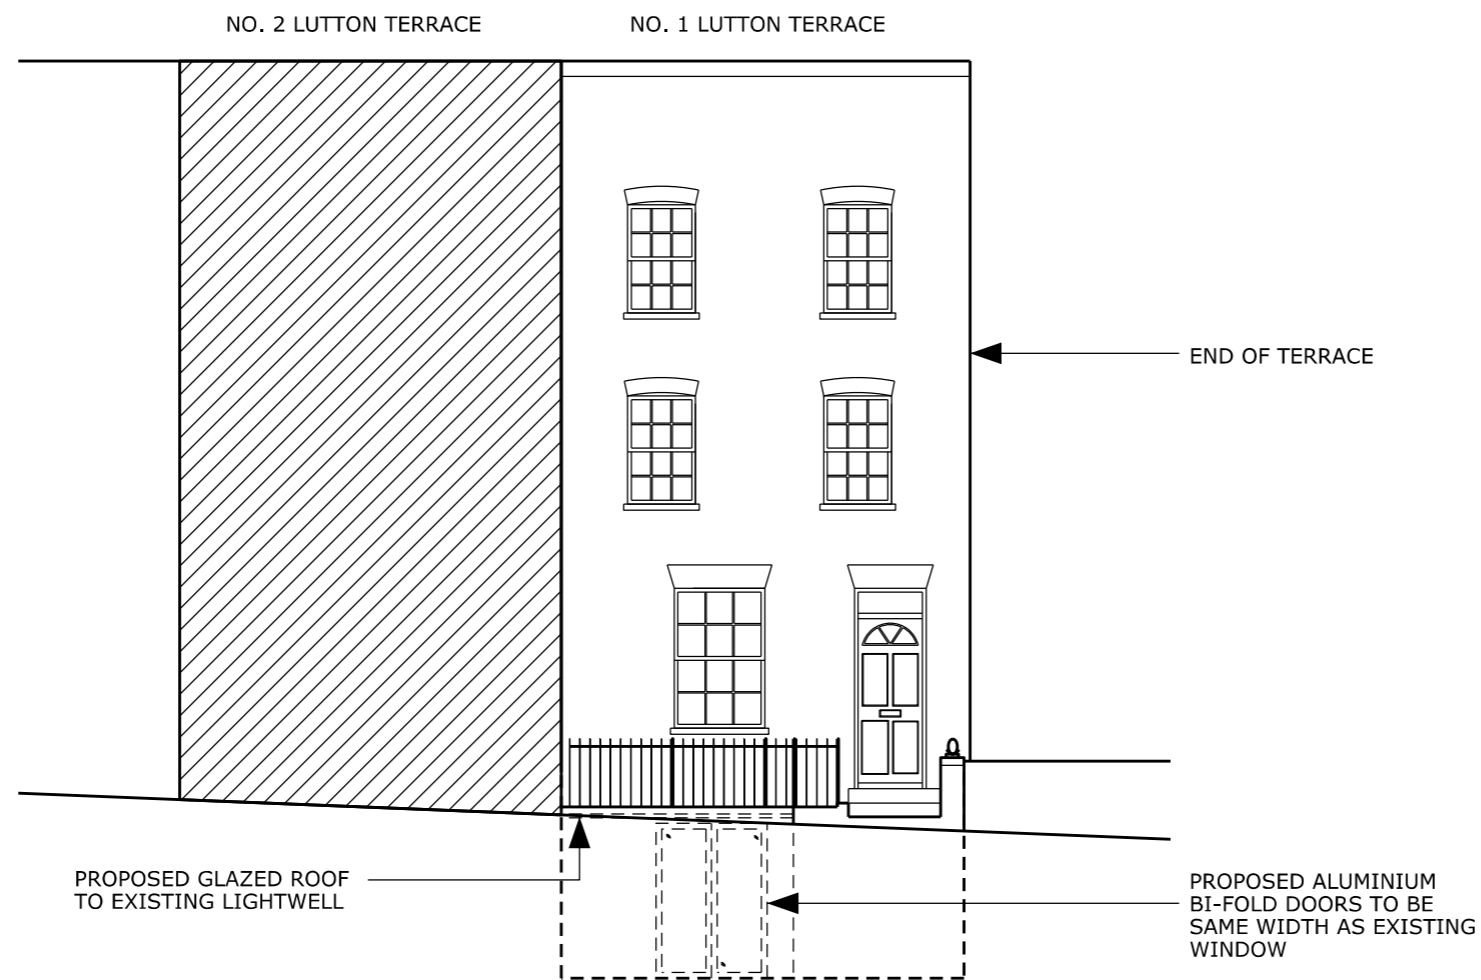 NO. 2 LUTTON TERRACE
NO. 1 LUTTON TERRACE
END OF TERRACE
PROPOSED GLAZED ROOF
TO EXISTING LIGHTWELL
PROPOSED ALUMINIUM
BI-FOLD DOORS TO BE
SAME WIDTH AS EXISTING
WINDOW